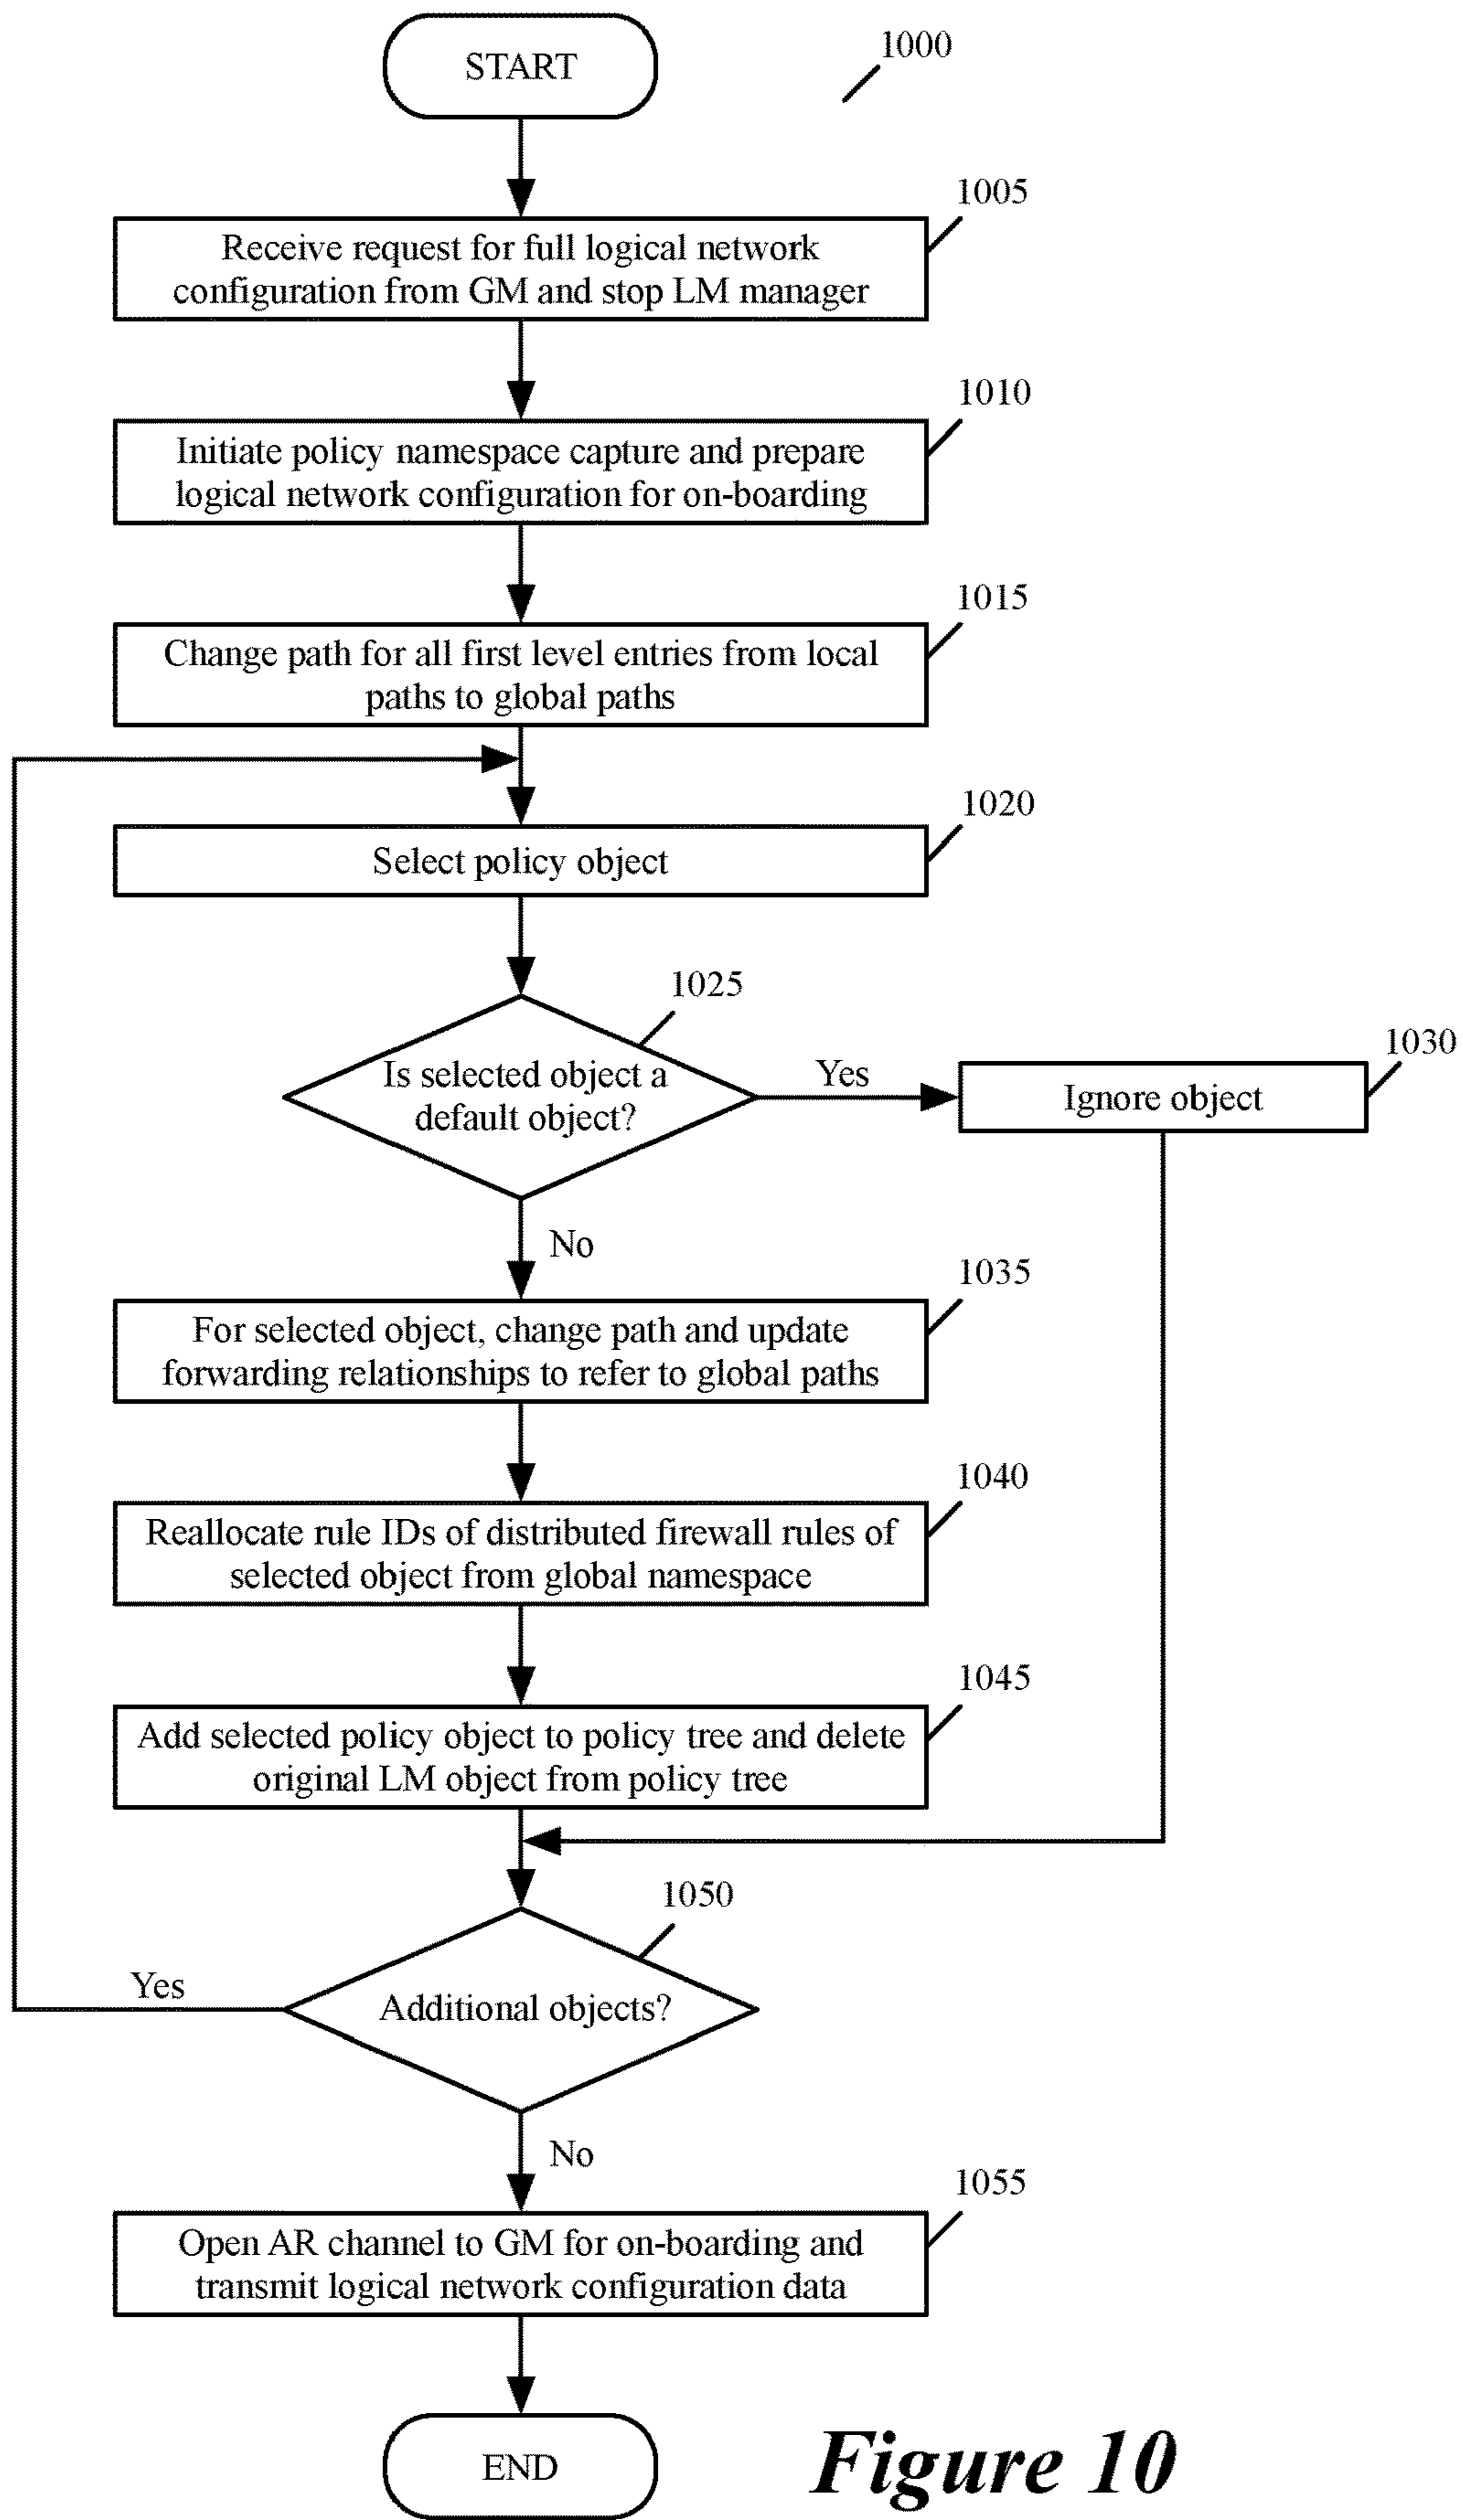 START
1000
1005
Receive request for full logical network
configuration from GM and stop LM manager
1010
Initiate policy namespace capture and prepare
logical network configuration for on-boarding
1015
Change path for all first level entries from local
paths to global paths
1020
Select policy object
1025
Is selected object a
default object?
Yes
1030
Ignore object
No
1035
For selected object, change path and update
forwarding relationships to refer to global paths
1040
Reallocate rule IDs of distributed firewall rules of
selected object from global namespace
1045
Add selected policy object to policy tree and delete
original LM object from policy tree
1050
Yes
Additional objects?
No
1055
Open AR channel to GM for on-boarding and
transmit logical network configuration data
END
Figure 10